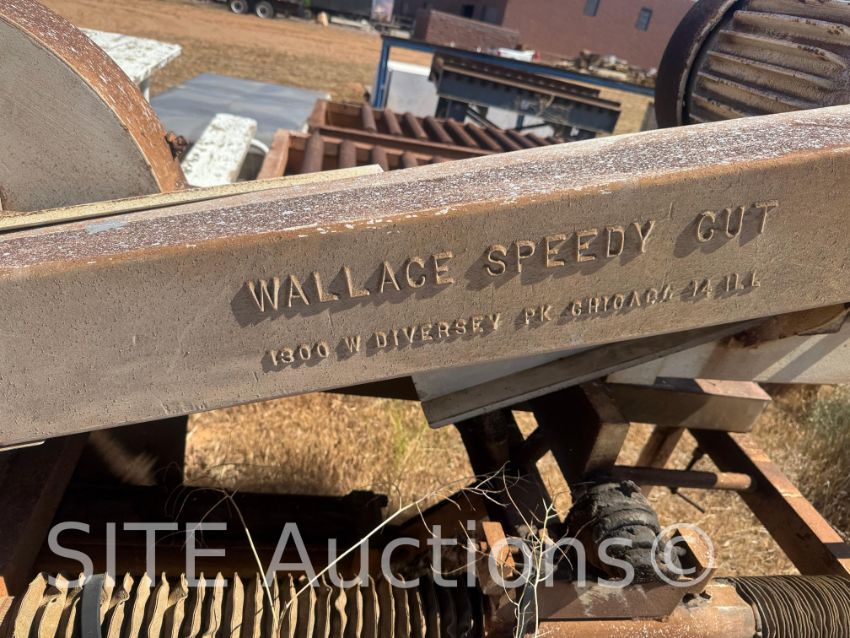 WALLACE SPEEDY CUT
1300 W DIVERSEY PK CHICAGO 14 ILL
SITE Auctions ©